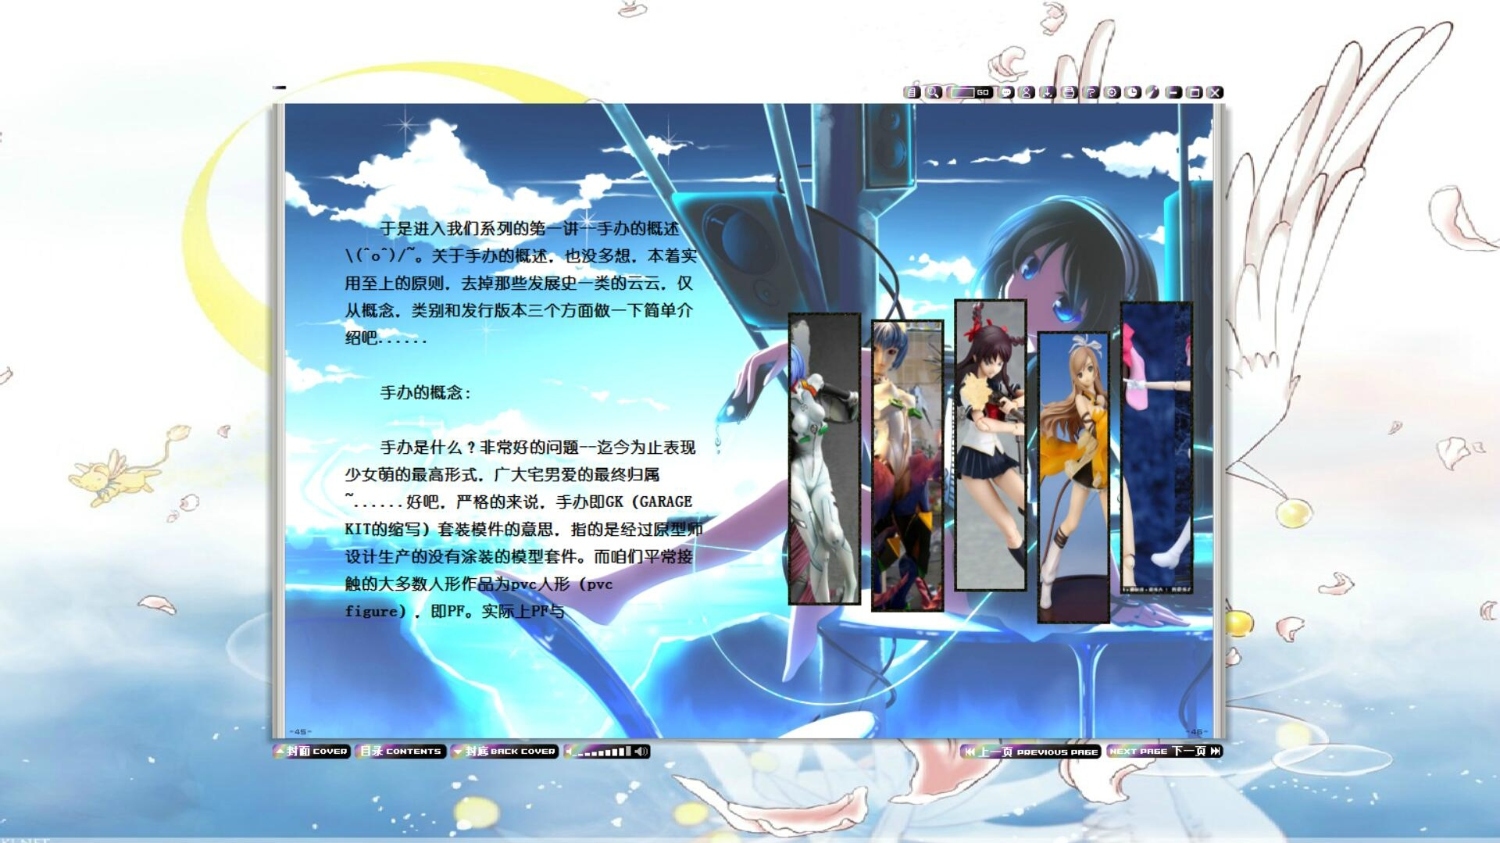 GO
于是进入我们系列的第一讲--手办的概述
\(^o^)/~。关于手办的概述，也没多想，本着实
用至上的原则，去掉那些发展史一类的云云，仅
从概念，类别和发行版本三个方面做一下简单介
绍吧......
手办的概念：
手办是什么？非常好的问题--迄今为止表现
少女萌的最高形式，广大宅男爱的最终归属
~......好吧，严格的来说，手办即GK（GARAGE
KIT的缩写）套装模件的意思，指的是经过原型师
设计生产的没有涂装的模型套件。而咱们平常接
触的大多数人形作品为pvc人形（pvc
figure），即PF。实际上PF与
-45-
-46-
封面 COVER
目录 CONTENTS
封底 BACK COVER
上一页 PREVIOUS PAGE
NEXT PAGE 下一页